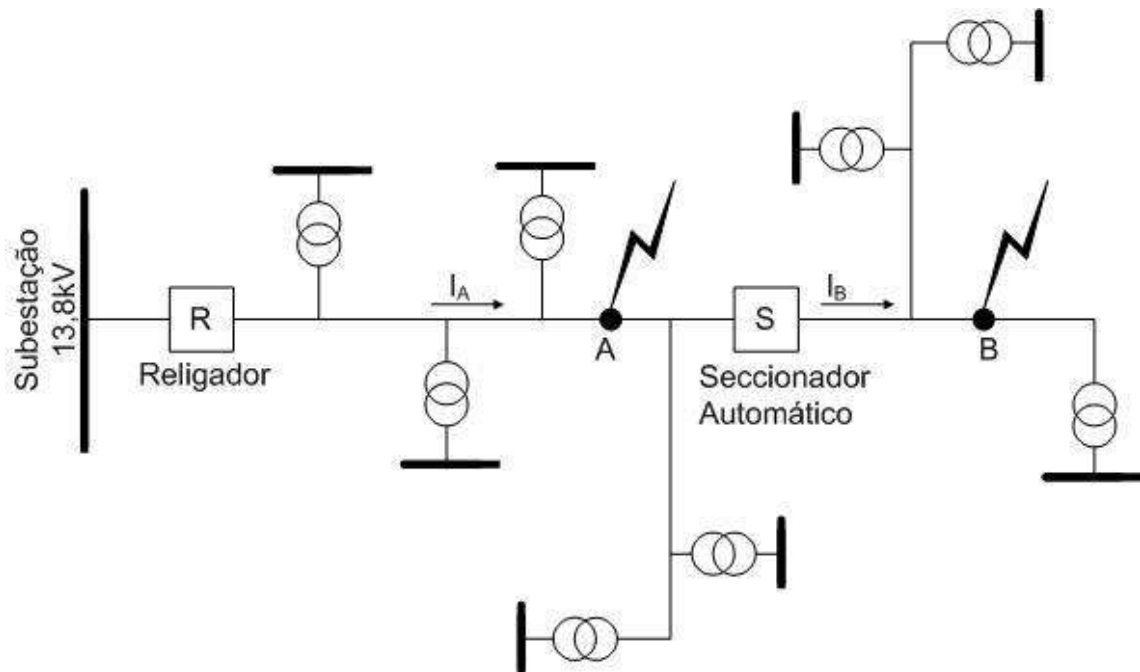 Subestação
13,8kV
R
Religador
I_A
A
S
Seccionador
Automático
I_B
B